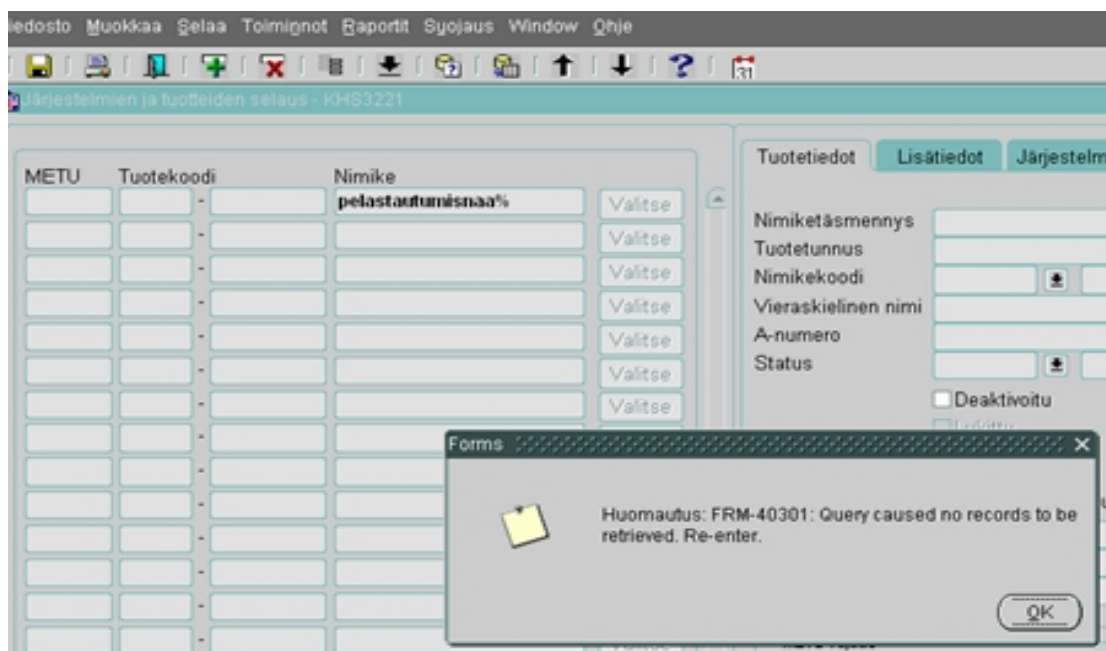 iedosto Muokkaa Selaa Toiminnot Raportit Suojaus Window Ohje
31
Järjestelmien ja tuotteiden selaus - KHS3221
Tuotetiedot Lisätiedot Järjestelm
METU Tuotekoodi Nimike
- pelastautumisnaa% Valitse
Nimiketäsmennys
- Valitse
Tuotetunnus
- Valitse
Nimikekoodi
- Valitse
Vieraskielinen nimi
- Valitse
A-numero
- Valitse
Status
- Valitse
Deaktivoitu
Lukittu
Forms
Huomautus: FRM-40301: Query caused no records to be
retrieved. Re-enter.
OK